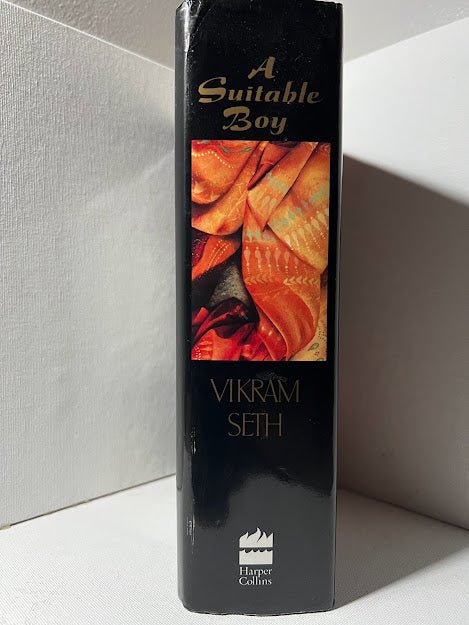 A
Suitable
Boy
VIKRAM
SETH
Harper
Collins